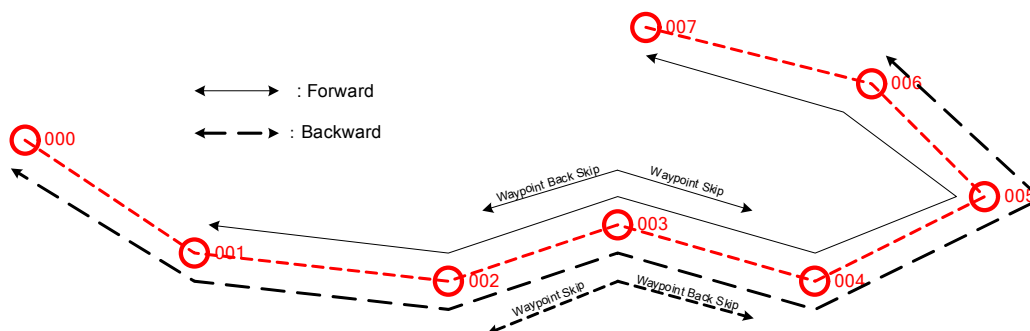 007
006
: Forward
: Backward
000
Waypoint Back Skip
Waypoint Skip
005
003
001
002
004
Waypoint Skip
Waypoint Back Skip